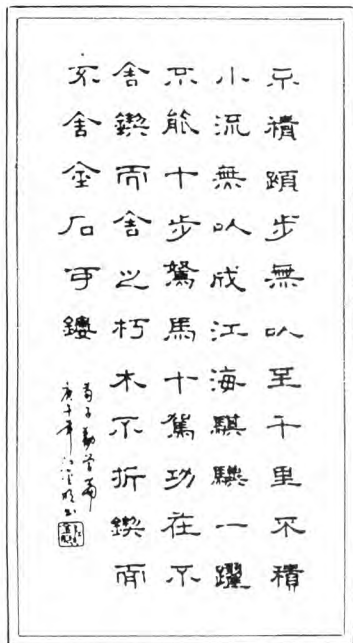 不積蹞步無以至千里不積
小流無以成江海騏驥一躍
不能十步駑馬十駕功在不
舍鍥而舍之朽木不折鍥而
不舍金石可鏤
荀子勸學篇
庚午年